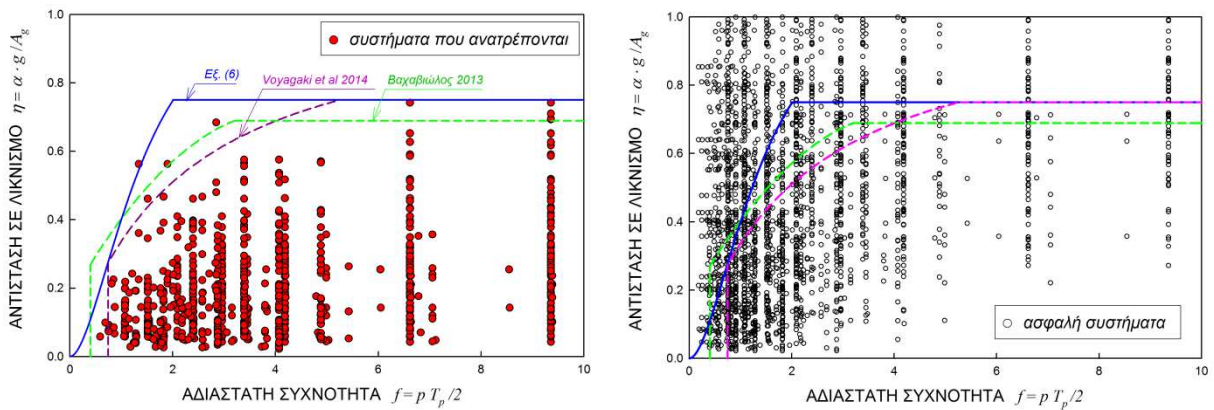 ΑΝΤΙΣΤΑΣΗ ΣΕ ΛΙΚΝΙΣΜΟ η = α · g /A_g
1.0
0.8
0.6
0.4
0.2
0.0
συστήματα που ανατρέπονται
Εξ. (6)
Voyagaki et al 2014
Βαχαβιώλος 2013
0 2 4 6 8 10
ΑΔΙΑΣΤΑΤΗ ΣΥΧΝΟΤΗΤΑ f = p T_p /2
ΑΝΤΙΣΤΑΣΗ ΣΕ ΛΙΚΝΙΣΜΟ η = α · g /A_g
1.0
0.8
0.6
0.4
0.2
0.0
ασφαλή συστήματα
0 2 4 6 8 10
ΑΔΙΑΣΤΑΤΗ ΣΥΧΝΟΤΗΤΑ f = p T_p /2